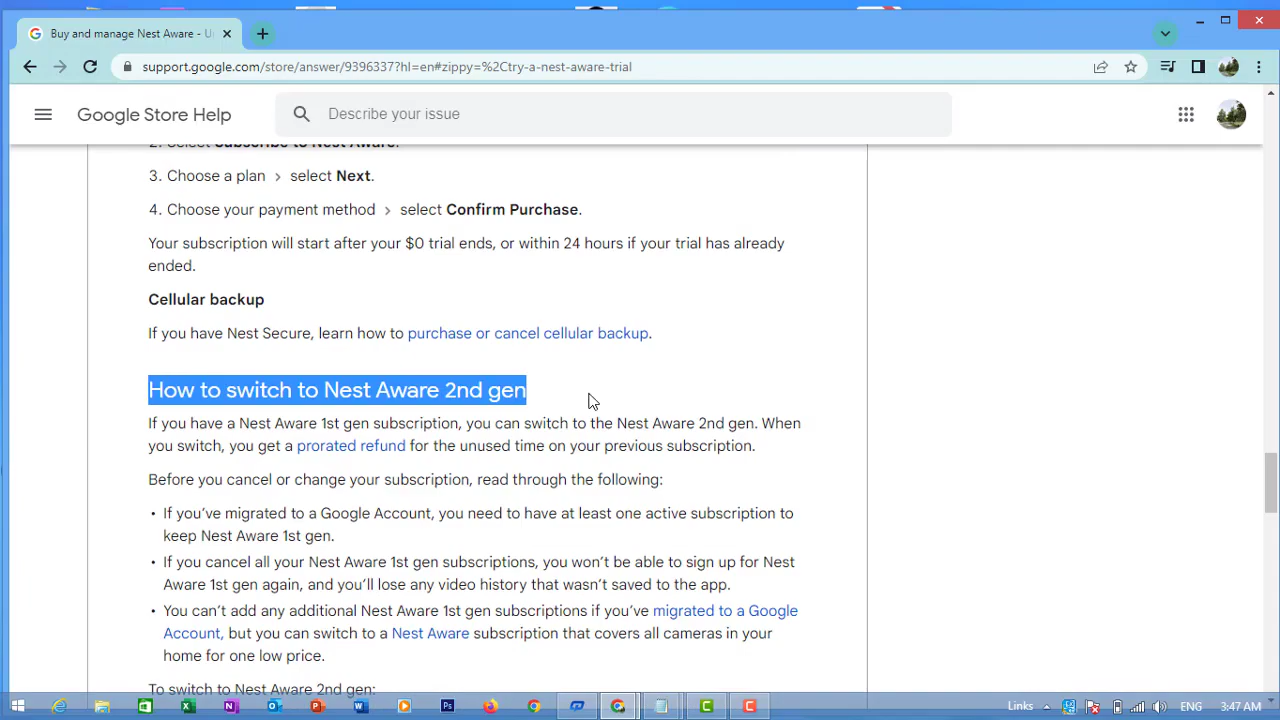 Buy and manage Nest Aware - U
support.google.com/store/answer/9396337?hl=en#zippy=%2Ctry-a-nest-aware-trial
Google Store Help
Describe your issue
2. Select Subscribe to Nest Aware.
3. Choose a plan > select Next.
4. Choose your payment method > select Confirm Purchase.
Your subscription will start after your $0 trial ends, or within 24 hours if your trial has already
ended.
Cellular backup
If you have Nest Secure, learn how to purchase or cancel cellular backup.
How to switch to Nest Aware 2nd gen
If you have a Nest Aware 1st gen subscription, you can switch to the Nest Aware 2nd gen. When
you switch, you get a prorated refund for the unused time on your previous subscription.
Before you cancel or change your subscription, read through the following:
• If you've migrated to a Google Account, you need to have at least one active subscription to
keep Nest Aware 1st gen.
• If you cancel all your Nest Aware 1st gen subscriptions, you won't be able to sign up for Nest
Aware 1st gen again, and you'll lose any video history that wasn't saved to the app.
• You can't add any additional Nest Aware 1st gen subscriptions if you've migrated to a Google
Account, but you can switch to a Nest Aware subscription that covers all cameras in your
home for one low price.
To switch to Nest Aware 2nd gen:
Links ENG 3:47 AM